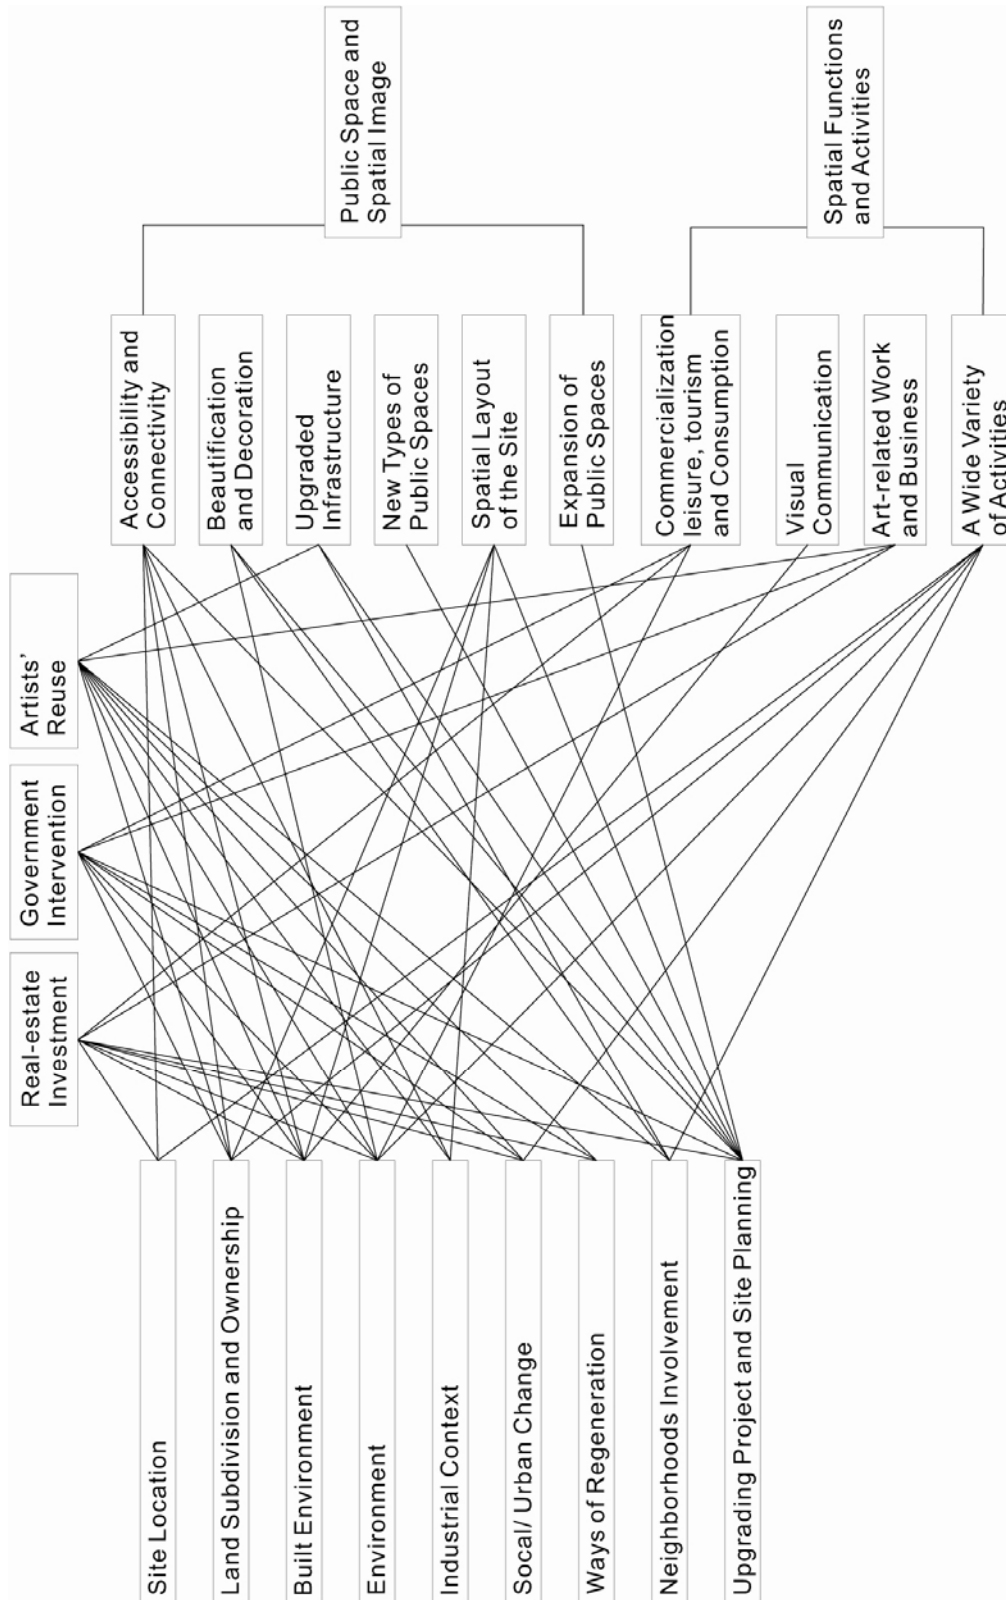 Public Space and
Spatial Image
Spatial Functions
and Activities
Accessibility and
Connectivity
Beautification
and Decoration
Upgraded
Infrastructure
New Types of
Public Spaces
Spatial Layout
of the Site
Expansion of
Public Spaces
Commercialization
leisure, tourism
and Consumption
Visual
Communication
Art-related Work
and Business
A Wide Variety
of Activities
Artists’
Reuse
Government
Intervention
Real-estate
Investment
Site Location
Land Subdivision and Ownership
Built Environment
Environment
Industrial Context
Socal/ Urban Change
Ways of Regeneration
Neighborhoods Involvement
Upgrading Project and Site Planning